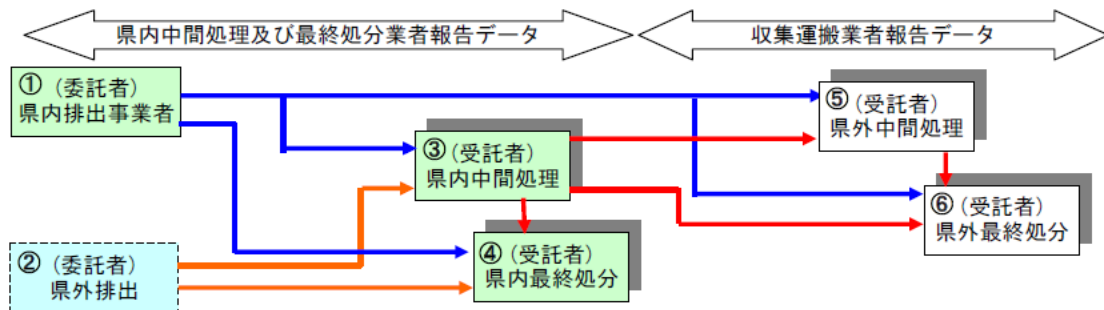 県内中間処理及び最終処分業者報告データ
収集運搬業者報告データ
① (委託者)
県内排出事業者
⑤ (受託者)
県外中間処理
③ (受託者)
県内中間処理
⑥ (受託者)
県外最終処分
② (委託者)
県外排出
④ (受託者)
県内最終処分